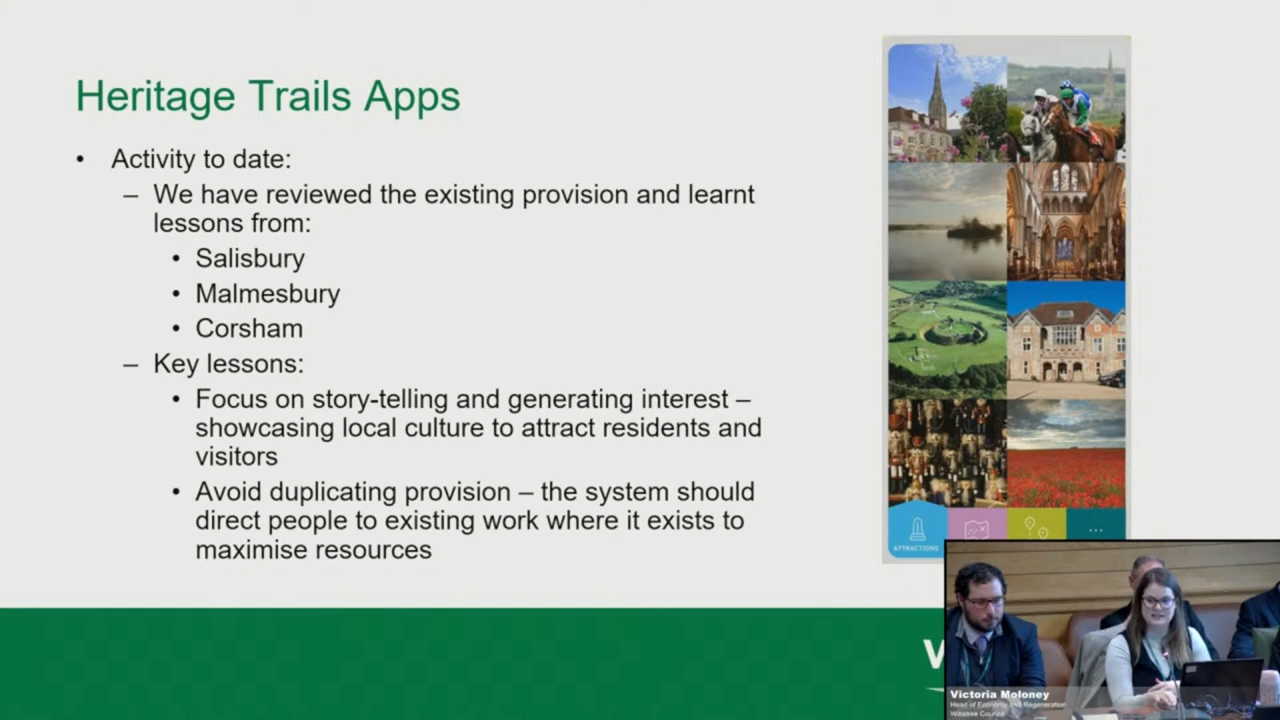 Heritage Trails Apps
• Activity to date:
– We have reviewed the existing provision and learnt
lessons from:
• Salisbury
• Malmesbury
• Corsham
– Key lessons:
• Focus on story-telling and generating interest –
showcasing local culture to attract residents and
visitors
• Avoid duplicating provision – the system should
direct people to existing work where it exists to
maximise resources
ATTRACTIONS
W
Victoria Moloney
Head of Economy and Regeneration
Wiltshire Council